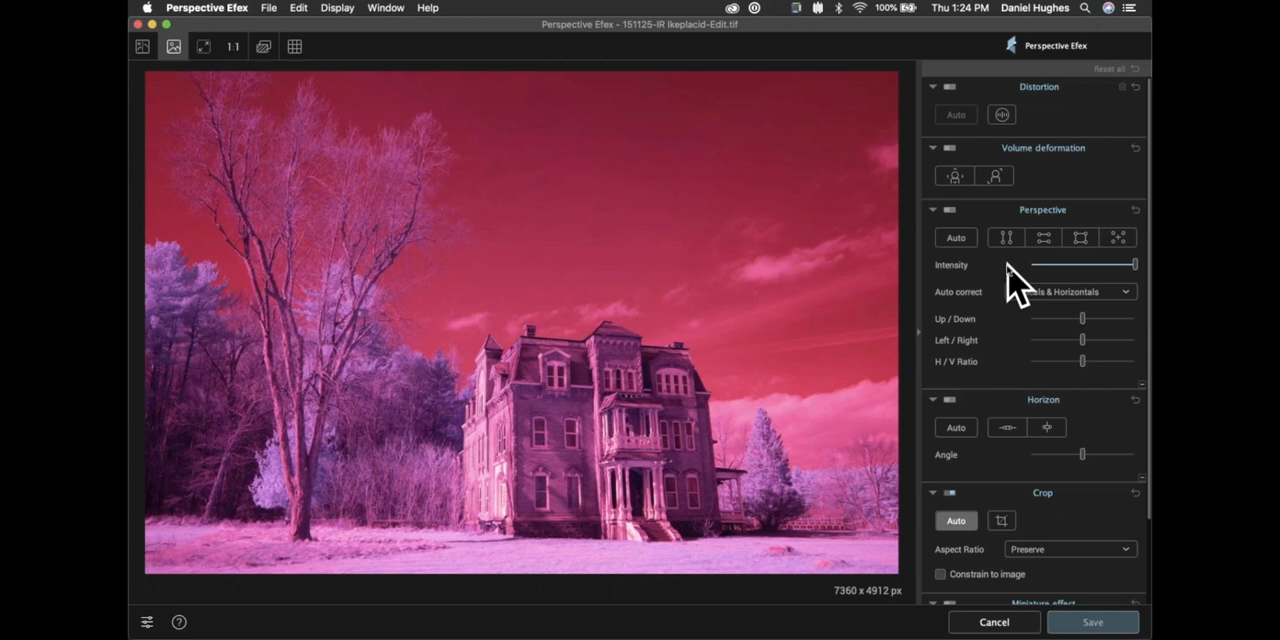 Perspective Efex File Edit Display Window Help 100% Thu 1:24 PM Daniel Hughes
Perspective Efex - 151125-IR lkeplacid-Edit.tif
1:1 Perspective Efex
Reset all
Distortion
Auto
Volume deformation
Perspective
Auto
Intensity
Auto correct cals & Horizontals
Up / Down
Left / Right
H / V Ratio
Horizon
Auto
Angle
Crop
Auto
Aspect Ratio Preserve
Constrain to image
7360 x 4912 px
Miniature effect
Cancel Save